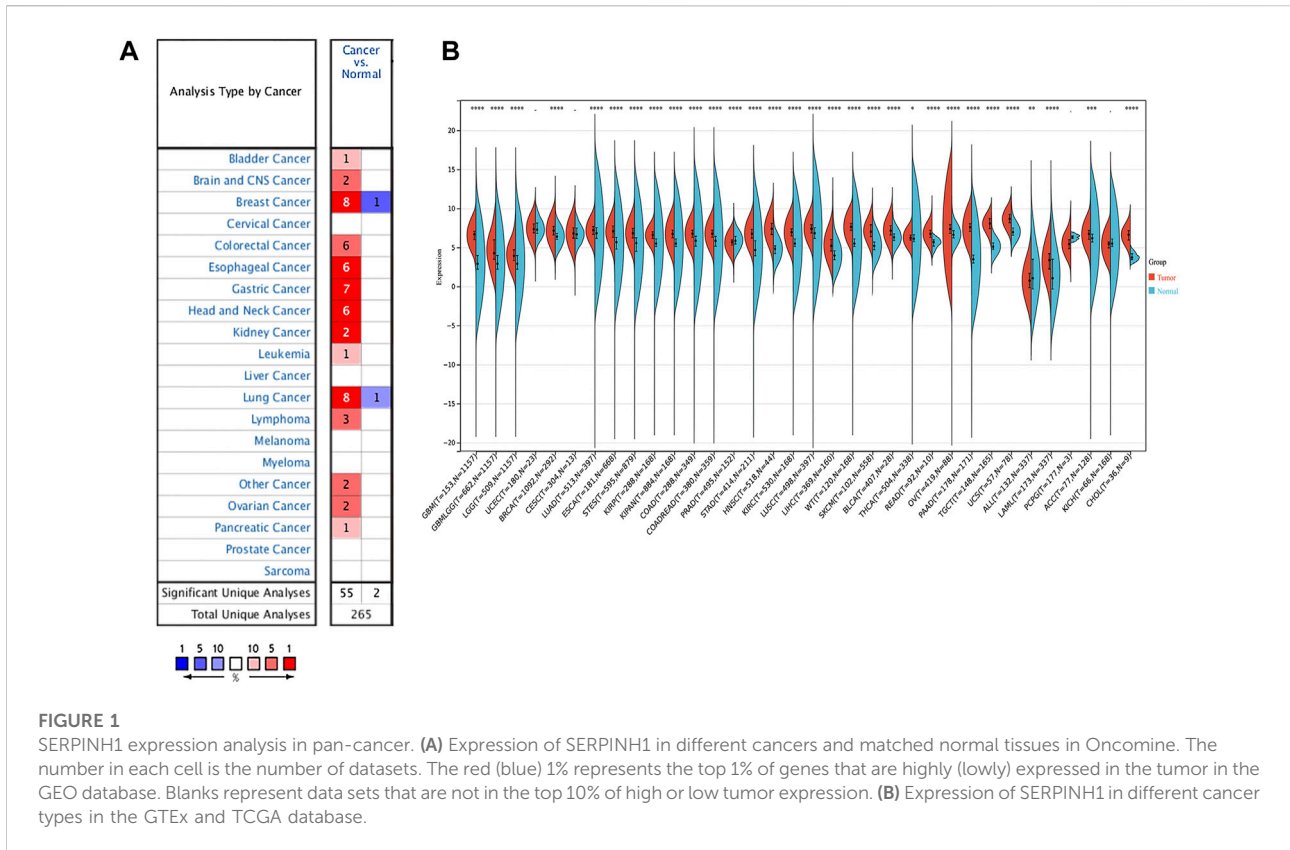 A
B
Cancer
vs.
Normal
Analysis Type by Cancer
Bladder Cancer 1
Brain and CNS Cancer 2
Breast Cancer 8 1
Cervical Cancer
Colorectal Cancer 6
Esophageal Cancer 6
Gastric Cancer 7
Head and Neck Cancer 6
Kidney Cancer 2
Leukemia 1
Liver Cancer
Lung Cancer 8 1
Lymphoma 3
Melanoma
Myeloma
Other Cancer 2
Ovarian Cancer 2
Pancreatic Cancer 1
Prostate Cancer
Sarcoma
Significant Unique Analyses 55 2
Total Unique Analyses 265
1 5 10 10 5 1
%
**** **** **** - **** - **** **** **** **** **** **** **** **** **** **** **** **** **** **** **** **** * **** **** **** **** **** ** **** - *** - ****
Expression
20
15
10
5
0
−5
−10
−15
−20
Group
Tumor
Normal
GBM(T=153,N=1157)
GBMLGG(T=662,N=1157)
LGG(T=509,N=1157)
UCEC(T=180,N=23)
BRCA(T=1092,N=292)
CESC(T=304,N=13)
LUAD(T=513,N=397)
ESCA(T=181,N=668)
STES(T=595,N=879)
KIRP(T=288,N=168)
KIPAN(T=884,N=168)
COAD(T=288,N=349)
COADREAD(T=380,N=359)
PRAD(T=495,N=152)
STAD(T=414,N=211)
HNSC(T=518,N=44)
KIRC(T=530,N=168)
LUSC(T=498,N=397)
LIHC(T=369,N=160)
WT(T=120,N=168)
SKCM(T=102,N=558)
BLCA(T=407,N=28)
THCA(T=504,N=338)
READ(T=92,N=10)
OV(T=419,N=88)
PAAD(T=178,N=171)
TGCT(T=148,N=165)
UCS(T=57,N=78)
ALL(T=132,N=337)
LAML(T=173,N=337)
PCPG(T=177,N=3)
ACC(T=77,N=128)
KICH(T=66,N=168)
CHOL(T=36,N=9)
FIGURE 1
SERPINH1 expression analysis in pan-cancer. (A) Expression of SERPINH1 in different cancers and matched normal tissues in Oncomine. The
number in each cell is the number of datasets. The red (blue) 1% represents the top 1% of genes that are highly (lowly) expressed in the tumor in the
GEO database. Blanks represent data sets that are not in the top 10% of high or low tumor expression. (B) Expression of SERPINH1 in different cancer
types in the GTEx and TCGA database.